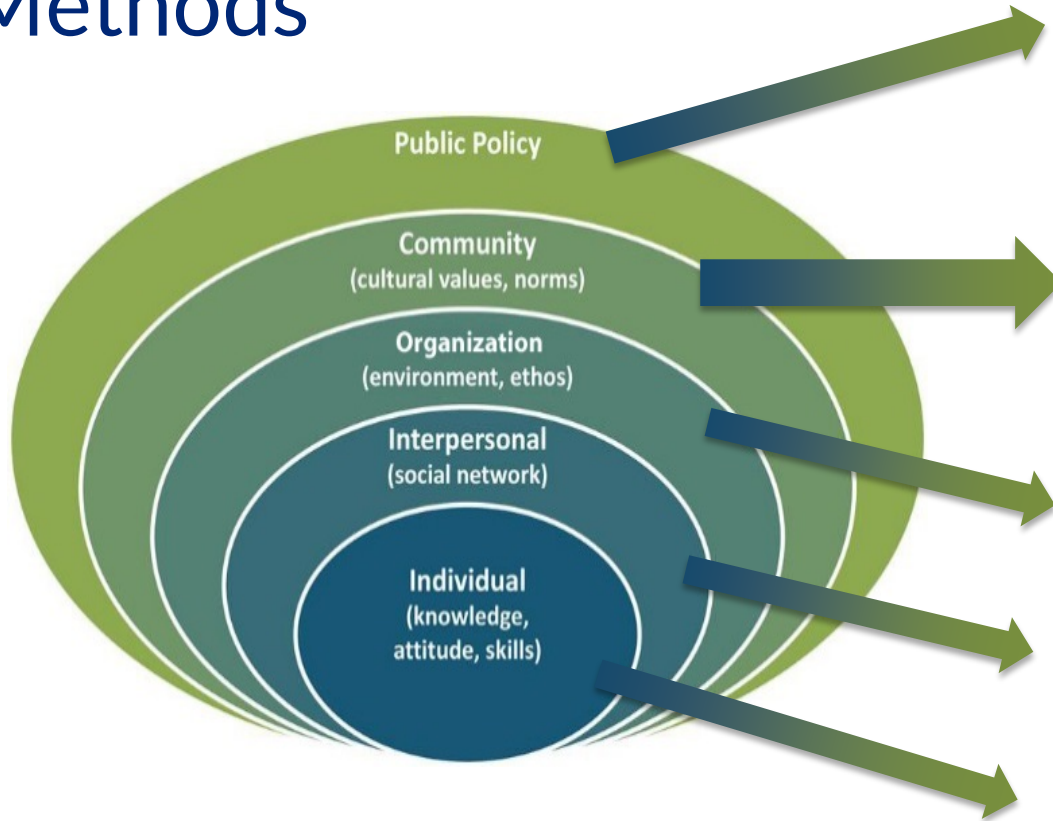 Methods
Public Policy
Community
(cultural values, norms)
Organization
(environment, ethos)
Interpersonal
(social network)
Individual
(knowledge,
attitude, skills)